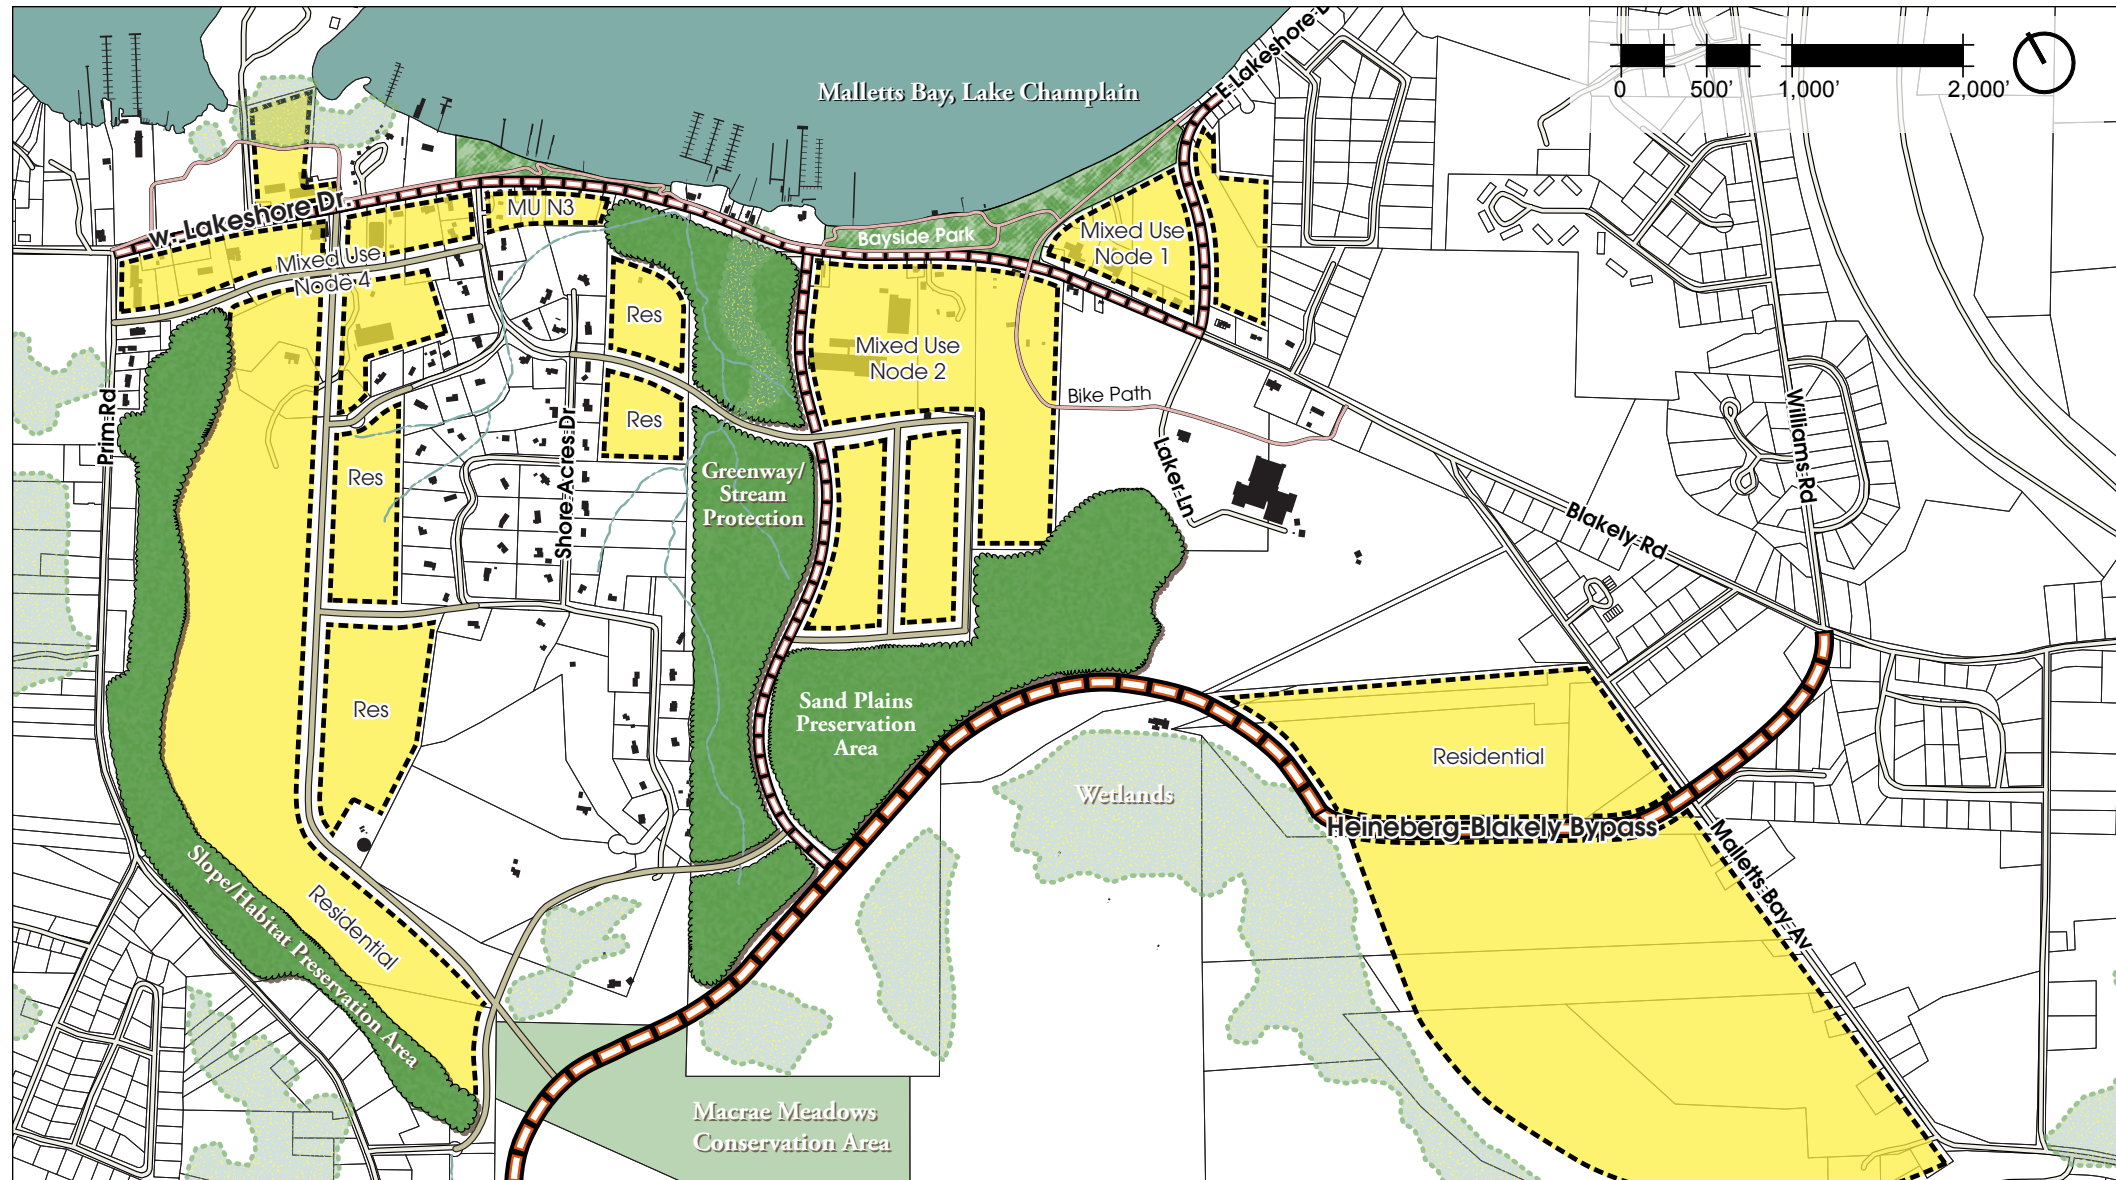 Malletts Bay, Lake Champlain
E Lakeshore D
0 500' 1,000' 2,000'
W. Lakeshore Dr.
MU N3
Bayside Park
Mixed Use
Node 1
Mixed Use
Node 4
Res
Mixed Use
Node 2
Bike Path
Prim Rd
Res
Res
Shore Acres Dr
Greenway/
Stream
Protection
Laker Ln
Williams Rd
Blakely Rd
Res
Sand Plains
Preservation
Area
Residential
Wetlands
Heineberg-Blakely Bypass
Malletts Bay Av
Slope/Habitat Preservation Area
Residential
Macrae Meadows
Conservation Area